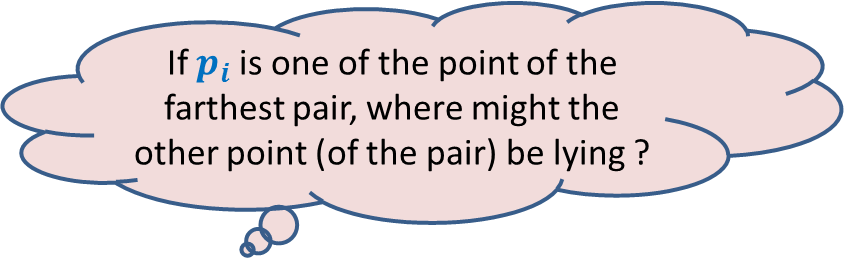 If pᵢ is one of the point of the
farthest pair, where might the
other point (of the pair) be lying ?